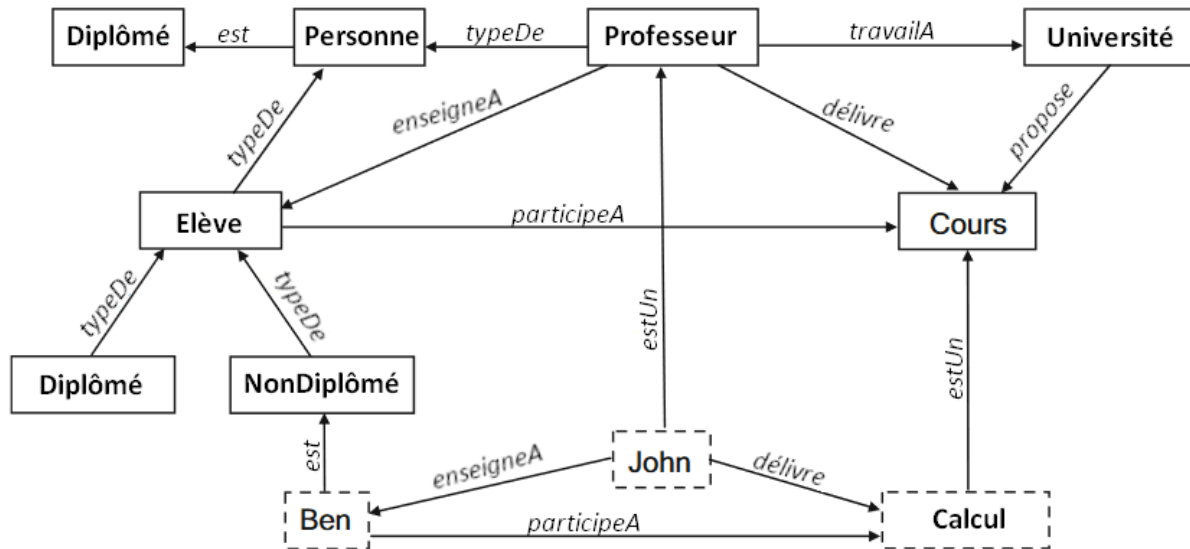 Diplômé
est
Personne
typeDe
Professeur
travailA
Université
typeDe
enseigneA
délivre
propose
Elève
participeA
Cours
typeDe
typeDe
estUn
estUn
Diplômé
NonDiplômé
est
enseigneA
John
délivre
Ben
participeA
Calcul